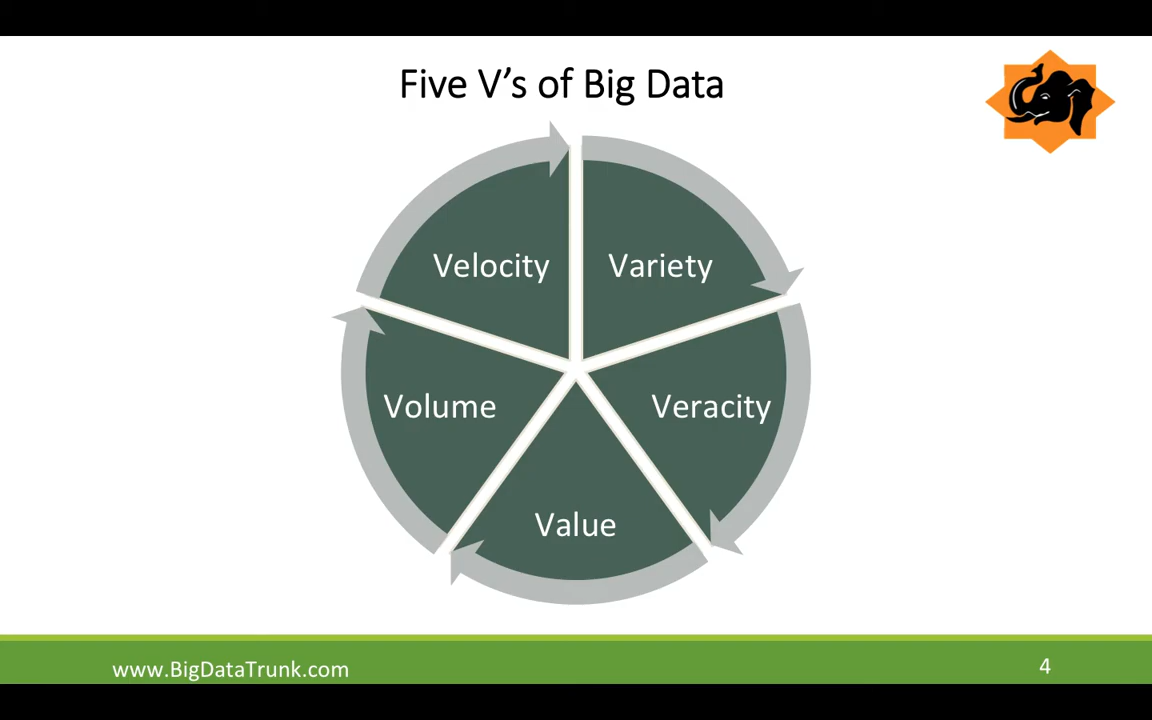 Five V’s of Big Data
Velocity
Variety
Volume
Veracity
Value
www.BigDataTrunk.com
4